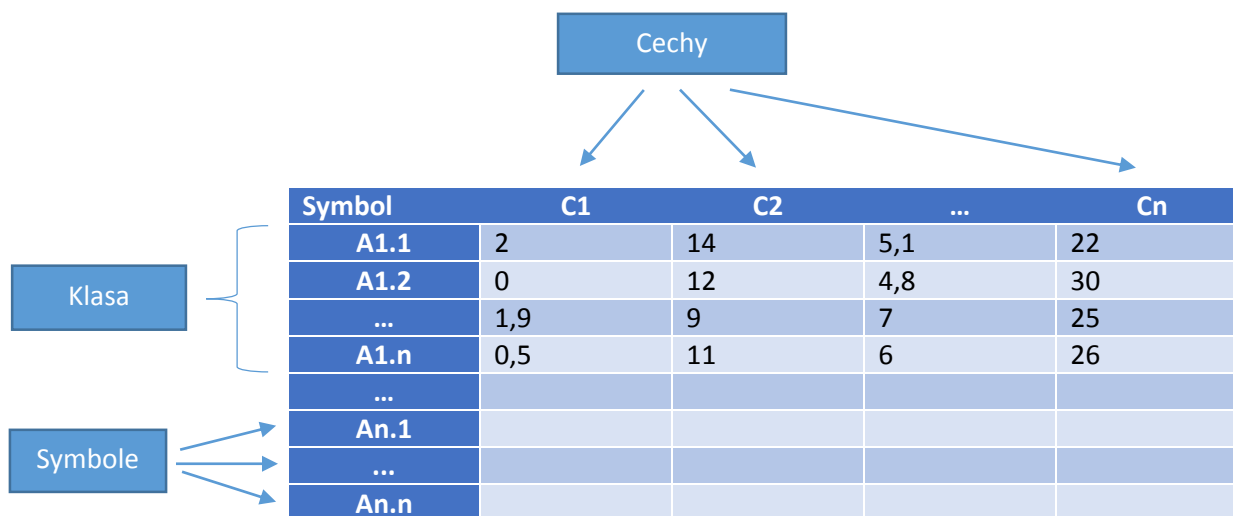 Cechy
Symbol C1 C2 … Cn
A1.1 2 14 5,1 22
A1.2 0 12 4,8 30
Klasa
… 1,9 9 7 25
A1.n 0,5 11 6 26
…
An.1
Symbole
...
An.n